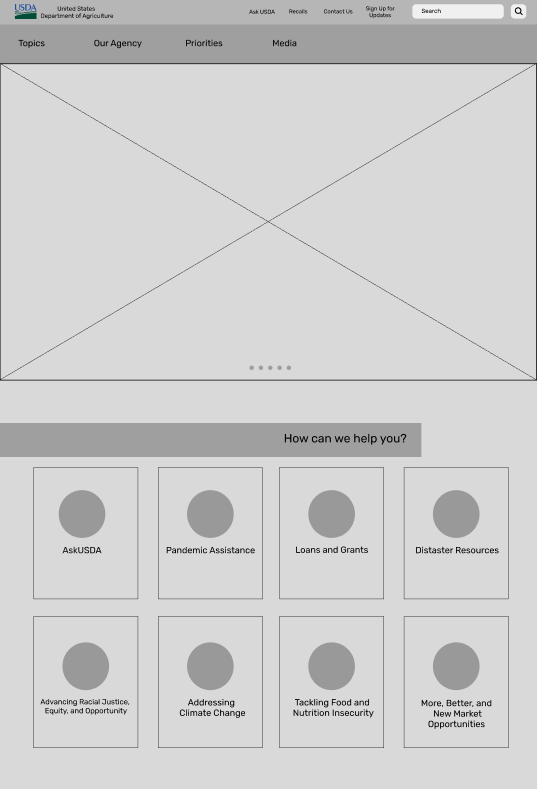 USDA
United States
Department of Agriculture
Ask USDA
Recalls
Contact Us
Sign Up for
Updates
Search
Topics
Our Agency
Priorities
Media
How can we help you?
AskUSDA
Pandemic Assistance
Loans and Grants
Distaster Resources
Advancing Racial Justice,
Equity, and Opportunity
Addressing
Climate Change
Tackling Food and
Nutrition Insecurity
More, Better, and
New Market
Opportunities